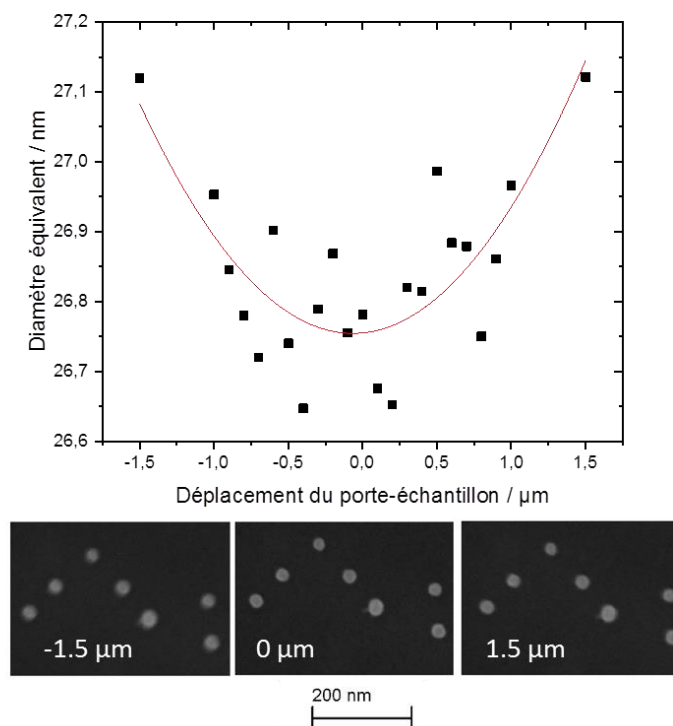 27,2
27,1
27,0
26,9
26,8
26,7
26,6
Diamètre équivalent / nm
-1,5 -1,0 -0,5 0,0 0,5 1,0 1,5
Déplacement du porte-échantillon / µm
-1.5 µm 0 µm 1.5 µm
200 nm